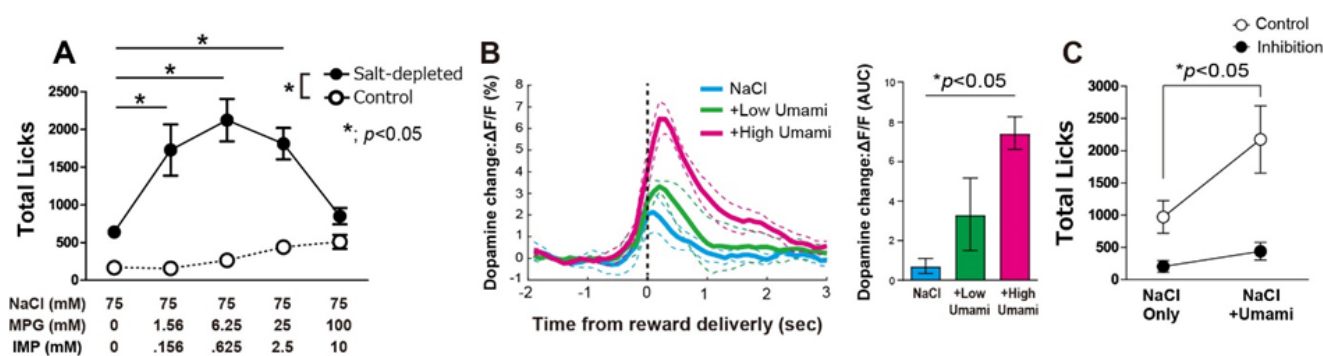 A
Total Licks
2500
2000
1500
1000
500
0
*
*
*
*
Salt-depleted
Control
*; p<0.05
NaCl (mM) 75 75 75 75 75
MPG (mM) 0 1.56 6.25 25 100
IMP (mM) 0 .156 .625 2.5 10
B
Dopamine change:ΔF/F (%)
8
7
6
5
4
3
2
1
0
-1
NaCl
+Low Umami
+High Umami
-2 -1 0 1 2 3
Time from reward deliverly (sec)
Dopamine change:ΔF/F (AUC)
10
8
6
4
2
0
*p<0.05
NaCl +Low +High
Umami Umami
C
Control
Inhibition
Total Licks
3000
2500
2000
1500
1000
500
0
*p<0.05
NaCl NaCl
Only +Umami